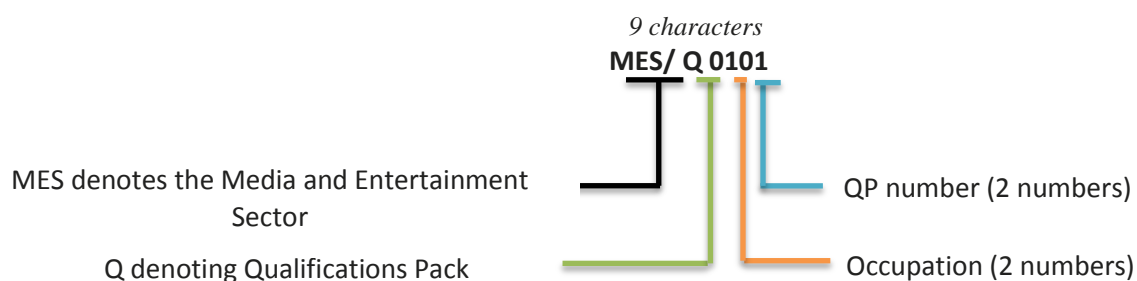 9 characters
MES/ Q 0101
MES denotes the Media and Entertainment
Sector
QP number (2 numbers)
Q denoting Qualifications Pack
Occupation (2 numbers)